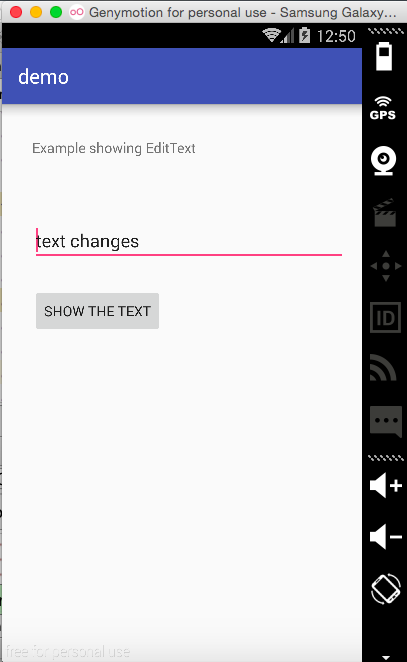 Genymotion for personal use - Samsung Galaxy...
12:50
demo
GPS
Example showing EditText
text changes
ID
SHOW THE TEXT
free for personal use